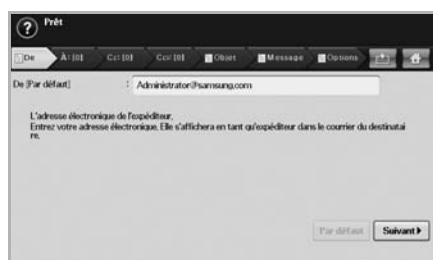 ? Prêt
De À:[0] Cc:[0] Cci:[0] Objet Message Options
De [Par défaut] : Administrator@samsung.com
L'adresse électronique de l'expéditeur.
Entrez votre adresse électronique. Elle s'affichera en tant qu'expéditeur dans le courrier du destinatai
re.
Par défaut Suivant